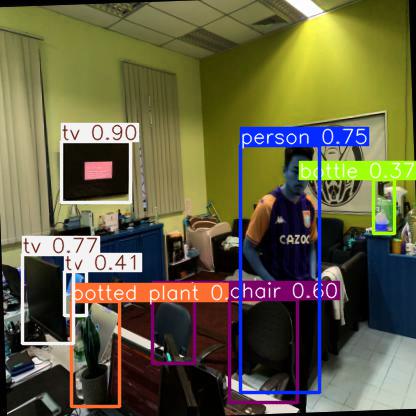 tv 0.90
person 0.75
bottle 0.37
tv 0.77
tv 0.41
potted plant 0.
chair 0.60
CAZOO